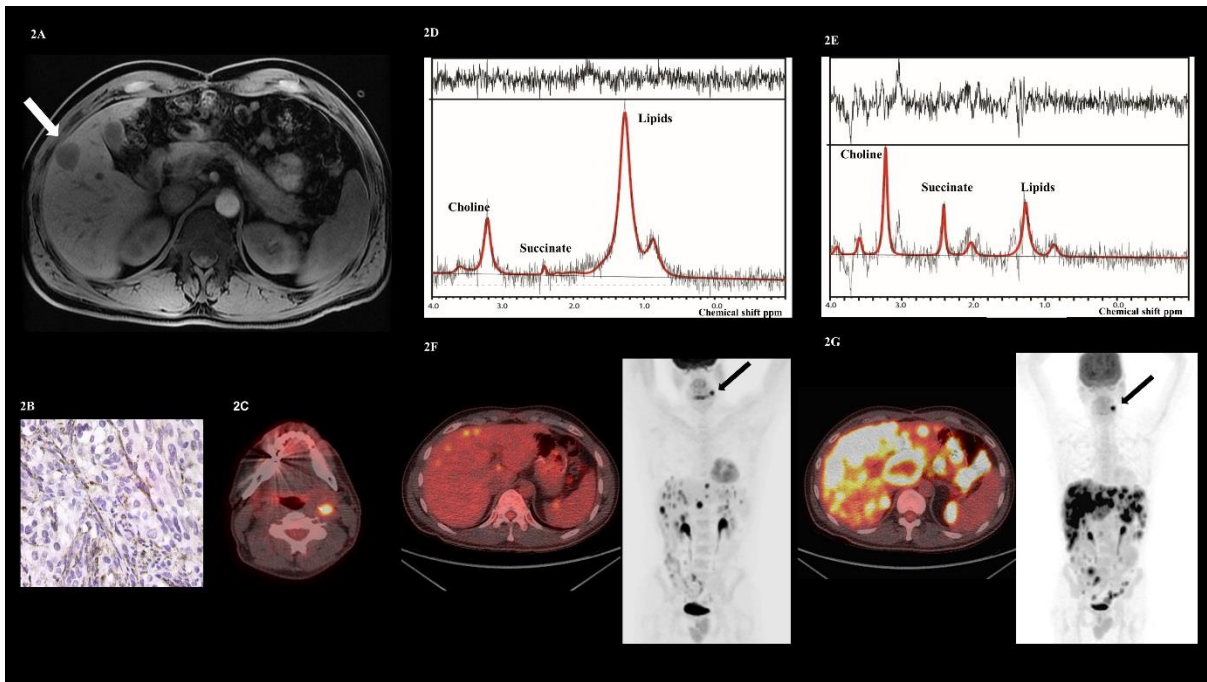 2A
2D
Lipids
Choline
Succinate
4.0 3.0 2.0 1.0 0.0
Chemical shift ppm
2E
Choline
Succinate
Lipids
4.0 3.0 2.0 1.0 0.0
Chemical shift ppm
2B
2C
2F
2G